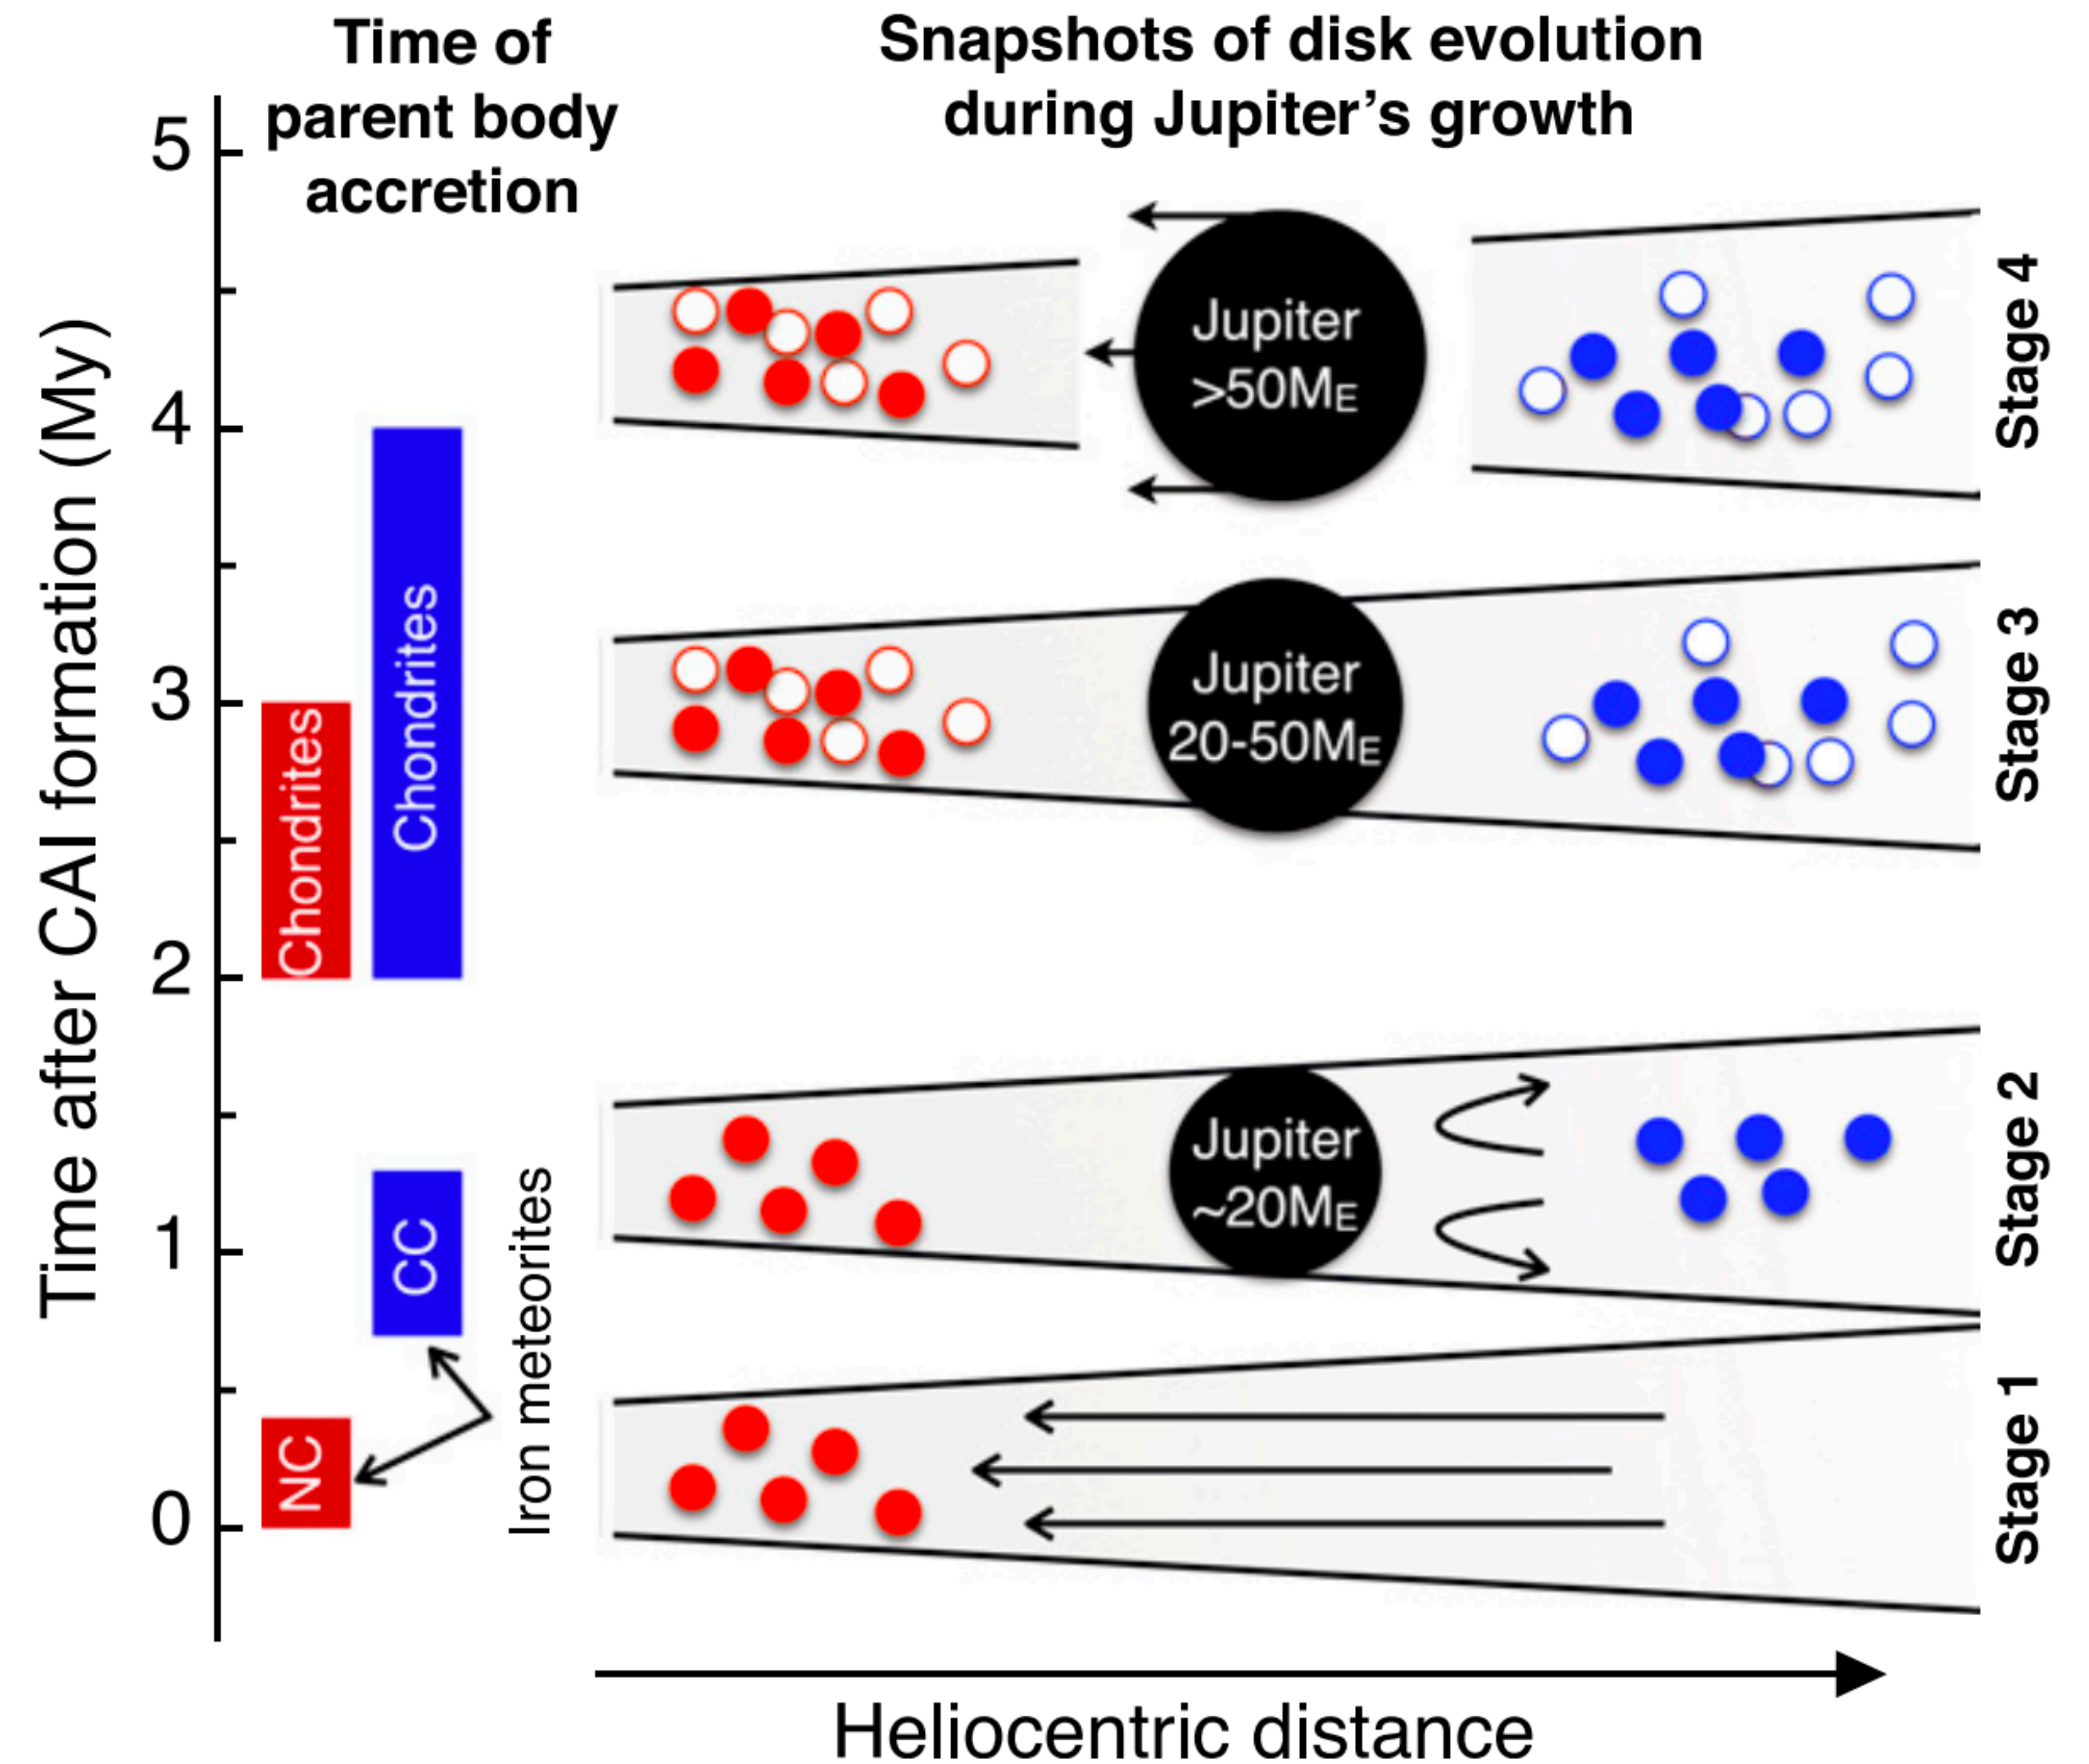 Time of
parent body
accretion
Snapshots of disk evolution
during Jupiter's growth
Time after CAI formation (My)
5
4
3
2
1
0
Chondrites
Chondrites
CC
NC
Iron meteorites
Jupiter
>50ME
Stage 4
Jupiter
20-50ME
Stage 3
Jupiter
~20ME
Stage 2
Stage 1
Heliocentric distance